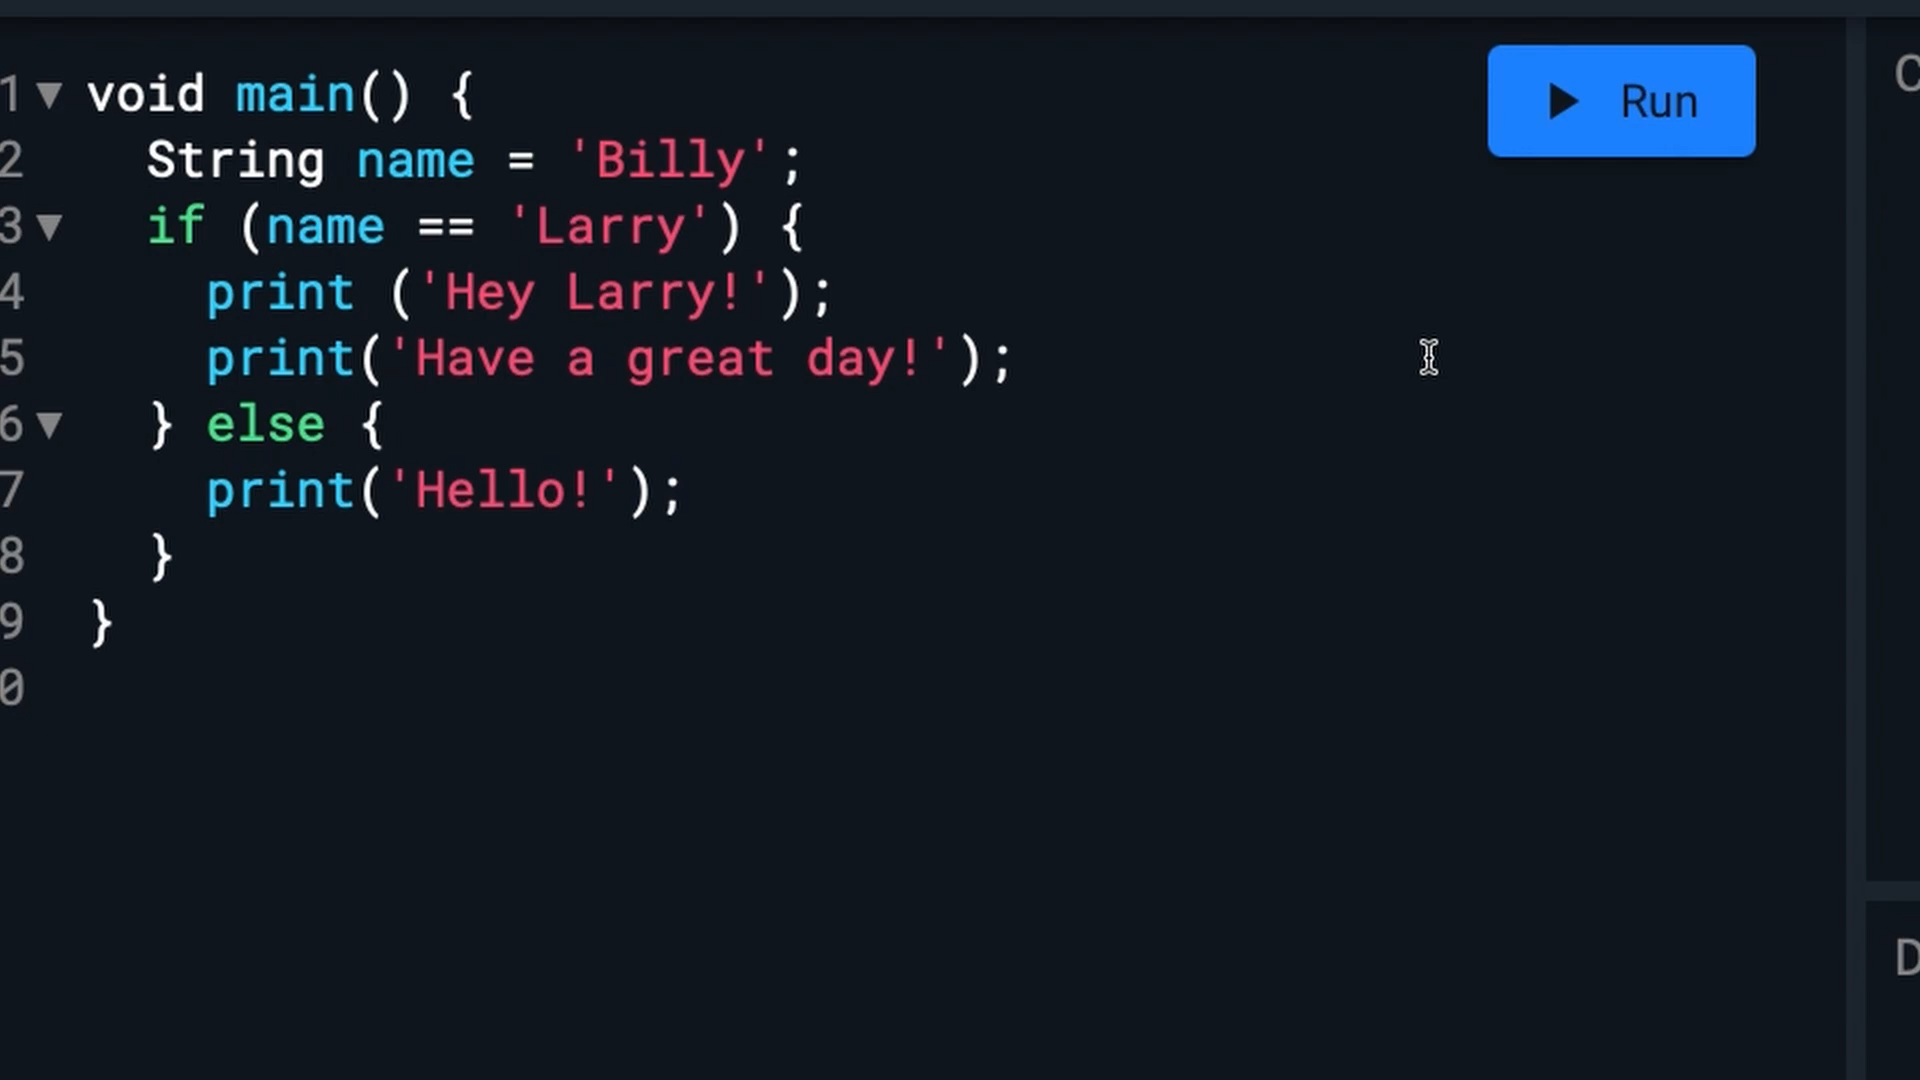 1 void main() {
Run
2 String name = 'Billy';
3 if (name == 'Larry') {
4 print ('Hey Larry!');
5 print('Have a great day!');
6 } else {
7 print('Hello!');
8 }
9 }
0